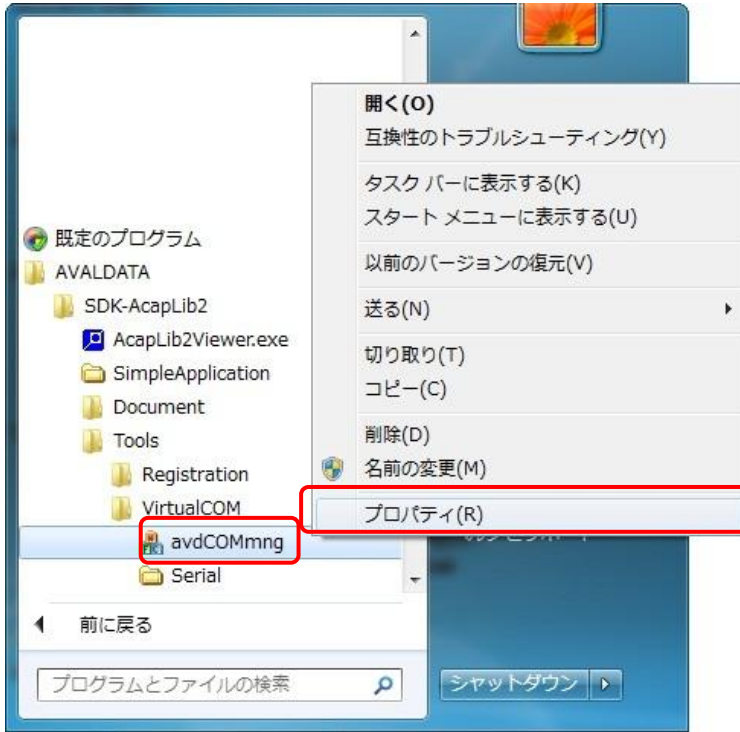 既定のプログラム
AVALDATA
SDK-AcapLib2
AcapLib2Viewer.exe
SimpleApplication
Document
Tools
Registration
VirtualCOM
avdCOMmng
Serial
前に戻る
プログラムとファイルの検索
開く(O)
互換性のトラブルシューティング(Y)
タスク バーに表示する(K)
スタート メニューに表示する(U)
以前のバージョンの復元(V)
送る(N)
切り取り(T)
コピー(C)
削除(D)
名前の変更(M)
プロパティ(R)
シャットダウン